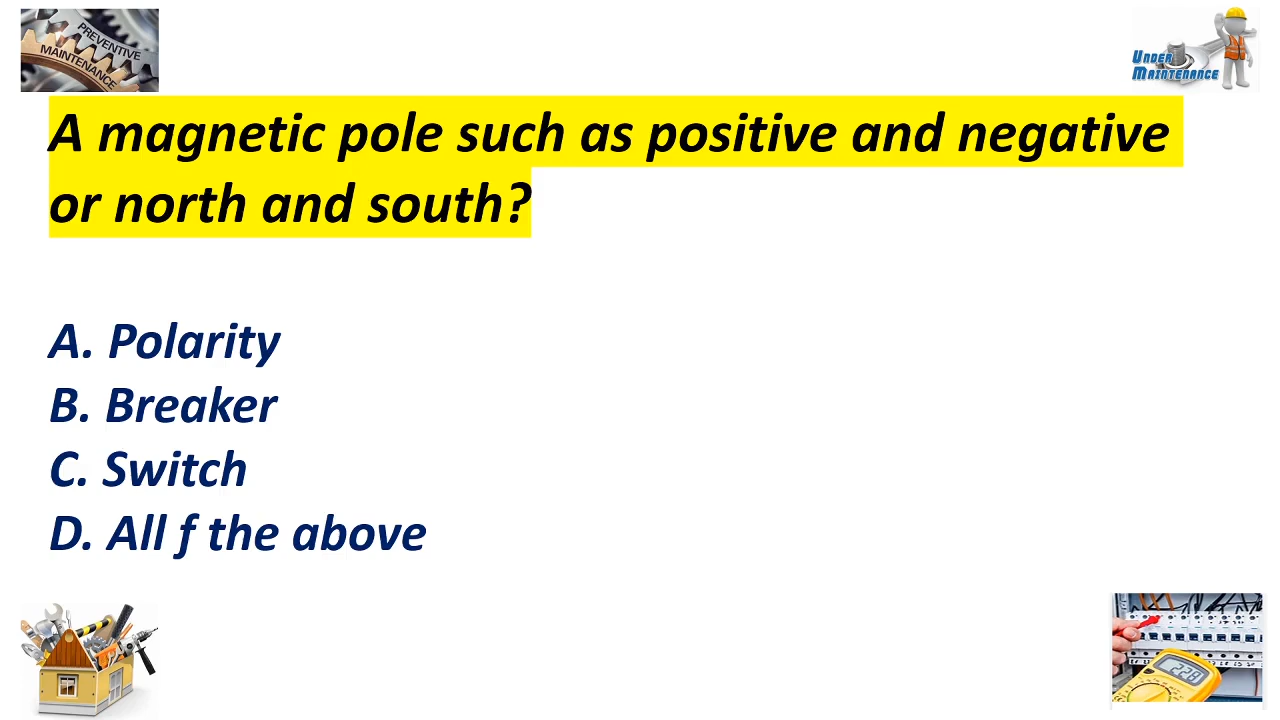 PREVENTIVE
MAINTENANCE
UNDER
MAINTENANCE
A magnetic pole such as positive and negative
or north and south?
A. Polarity
B. Breaker
C. Switch
D. All f the above
228